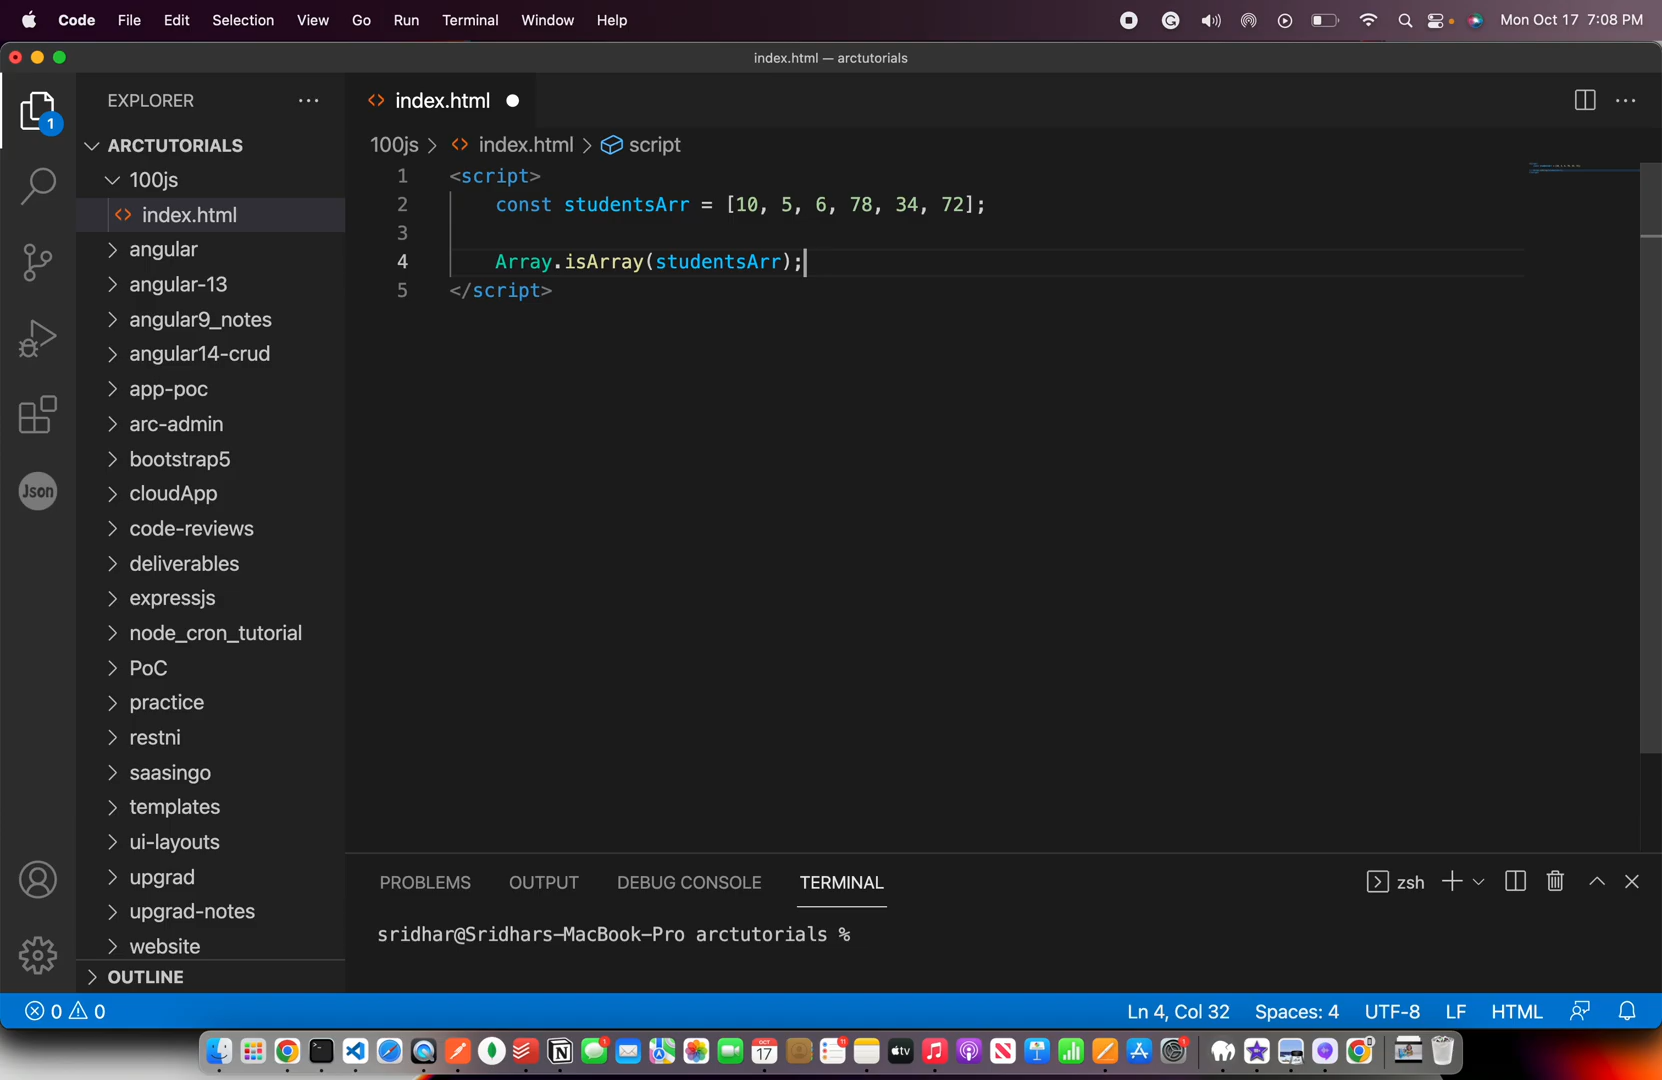 Code File Edit Selection View Go Run Terminal Window Help Mon Oct 17 7:08 PM
index.html — arctutorials
EXPLORER
index.html
1
ARCTUTORIALS
100js > index.html > script
100js
index.html
angular
angular-13
angular9_notes
angular14-crud
app-poc
arc-admin
bootstrap5
cloudApp
code-reviews
deliverables
expressjs
node_cron_tutorial
PoC
practice
restni
saasingo
templates
ui-layouts
upgrad
upgrad-notes
website
OUTLINE
Json
1 <script>
2 const studentsArr = [10, 5, 6, 78, 34, 72];
3
4 Array.isArray(studentsArr);
5 </script>
PROBLEMS OUTPUT DEBUG CONSOLE TERMINAL zsh
sridhar@Sridhars-MacBook-Pro arctutorials %
0 0 Ln 4, Col 32 Spaces: 4 UTF-8 LF HTML
17
tv